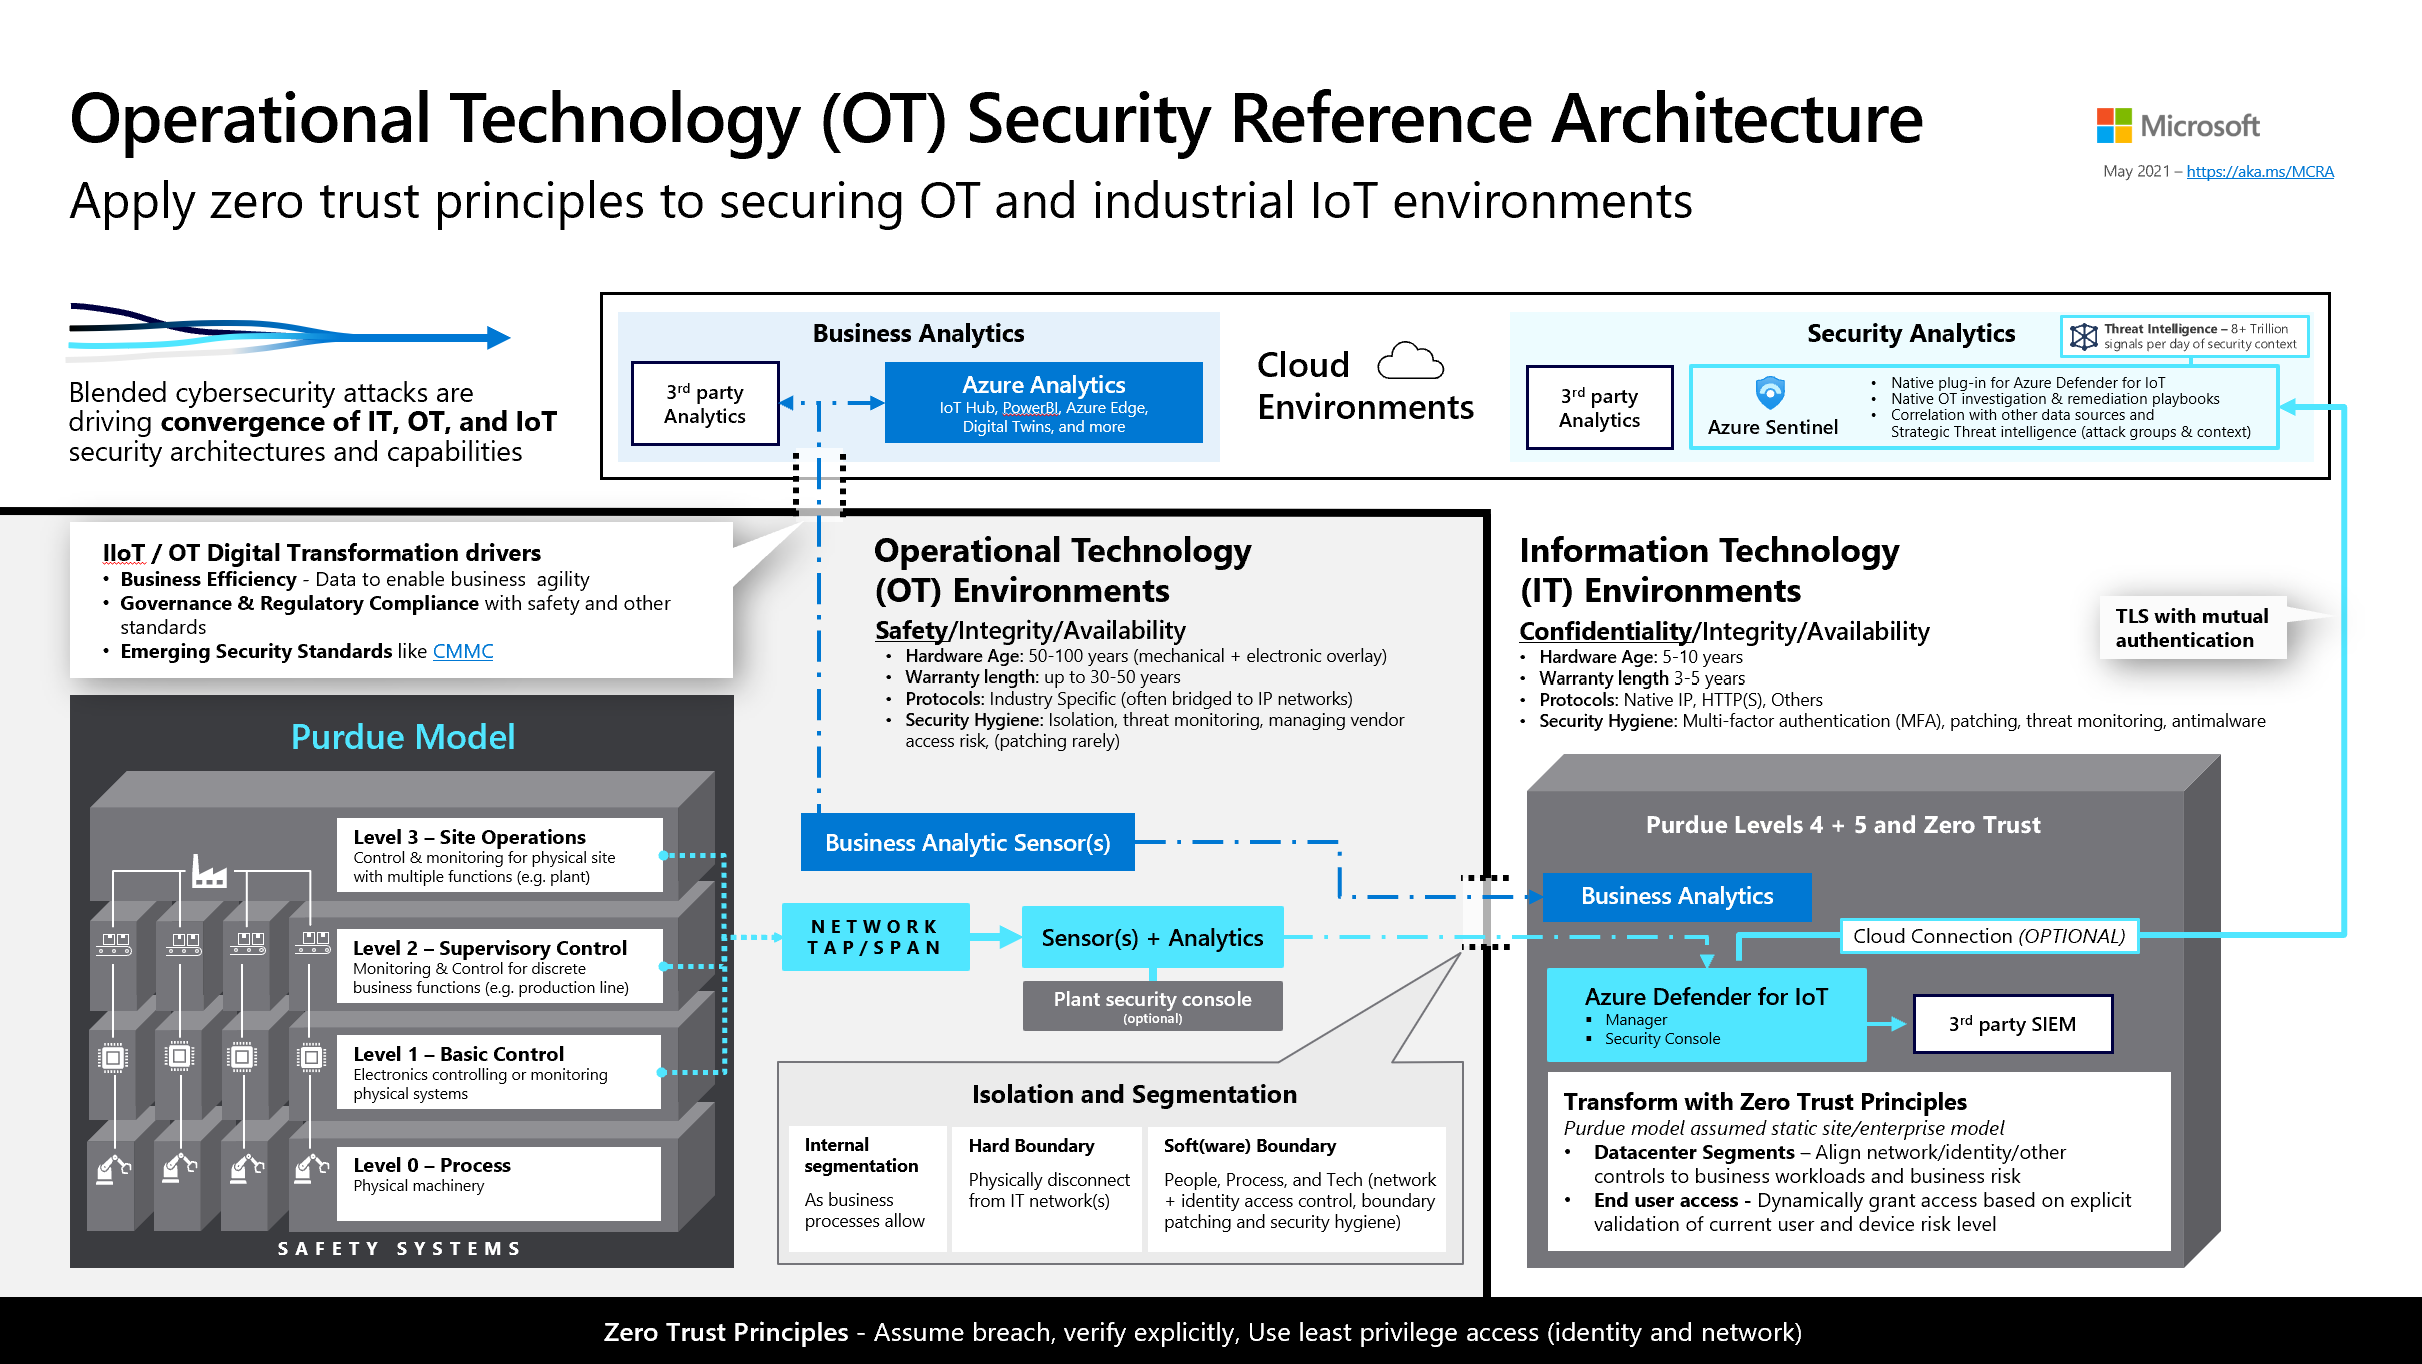 Operational Technology (OT) Security Reference Architecture
Apply zero trust principles to securing OT and industrial IoT environments
Microsoft
May 2021 – https://aka.ms/MCRA
Blended cybersecurity attacks are
driving convergence of IT, OT, and IoT
security architectures and capabilities
Business Analytics
3rd party
Analytics
Azure Analytics
IoT Hub, PowerBI, Azure Edge,
Digital Twins, and more
Cloud
Environments
Security Analytics
Threat Intelligence – 8+ Trillion
signals per day of security context
3rd party
Analytics
Azure Sentinel
• Native plug-in for Azure Defender for IoT
• Native OT investigation & remediation playbooks
• Correlation with other data sources and
Strategic Threat intelligence (attack groups & context)
IIoT / OT Digital Transformation drivers
• Business Efficiency - Data to enable business agility
• Governance & Regulatory Compliance with safety and other
standards
• Emerging Security Standards like CMMC
Operational Technology
(OT) Environments
Safety/Integrity/Availability
• Hardware Age: 50-100 years (mechanical + electronic overlay)
• Warranty length: up to 30-50 years
• Protocols: Industry Specific (often bridged to IP networks)
• Security Hygiene: Isolation, threat monitoring, managing vendor
access risk, (patching rarely)
Information Technology
(IT) Environments
Confidentiality/Integrity/Availability
• Hardware Age: 5-10 years
• Warranty length 3-5 years
• Protocols: Native IP, HTTP(S), Others
• Security Hygiene: Multi-factor authentication (MFA), patching, threat monitoring, antimalware
TLS with mutual
authentication
Purdue Model
Level 3 – Site Operations
Control & monitoring for physical site
with multiple functions (e.g. plant)
Level 2 – Supervisory Control
Monitoring & Control for discrete
business functions (e.g. production line)
Level 1 – Basic Control
Electronics controlling or monitoring
physical systems
Level 0 – Process
Physical machinery
SAFETY SYSTEMS
Business Analytic Sensor(s)
NETWORK
TAP/SPAN
Sensor(s) + Analytics
Plant security console
(optional)
Isolation and Segmentation
Internal
segmentation
As business
processes allow
Hard Boundary
Physically disconnect
from IT network(s)
Soft(ware) Boundary
People, Process, and Tech (network
+ identity access control, boundary
patching and security hygiene)
Purdue Levels 4 + 5 and Zero Trust
Business Analytics
Cloud Connection (OPTIONAL)
Azure Defender for IoT
▪ Manager
▪ Security Console
3rd party SIEM
Transform with Zero Trust Principles
Purdue model assumed static site/enterprise model
• Datacenter Segments – Align network/identity/other
controls to business workloads and business risk
• End user access - Dynamically grant access based on explicit
validation of current user and device risk level
Zero Trust Principles - Assume breach, verify explicitly, Use least privilege access (identity and network)